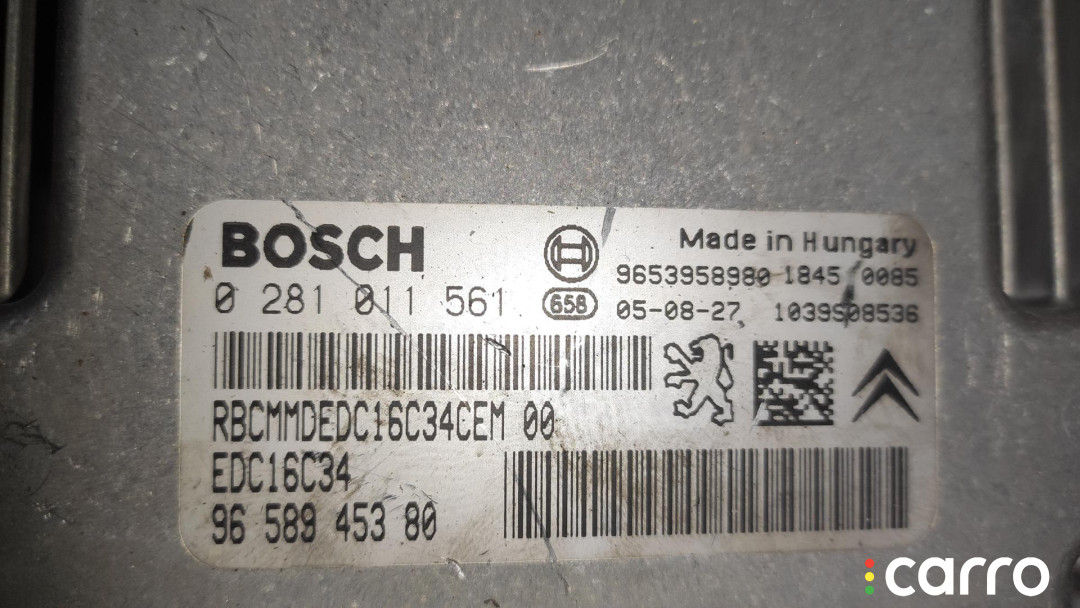 BOSCH
Made in Hungary
9653958980 1845 0085
0 281 011 561
658
05-08-27 1039S08536
RBCMMDEDC16C34CEM 00
EDC16C34
96 589 453 80
carro